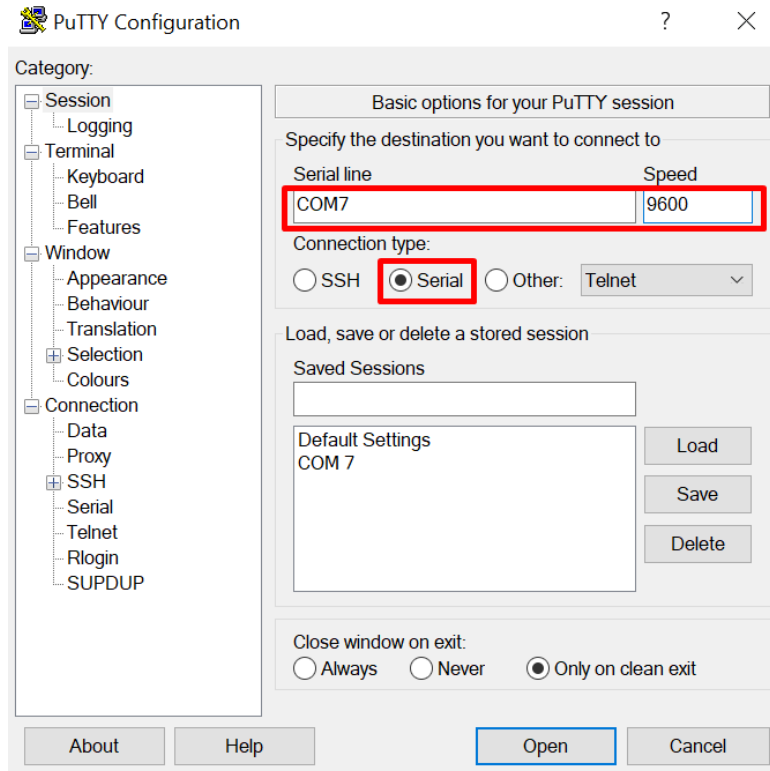 PuTTY Configuration
?
Category:
Session
Logging
Terminal
Keyboard
Bell
Features
Window
Appearance
Behaviour
Translation
Selection
Colours
Connection
Data
Proxy
SSH
Serial
Telnet
Rlogin
SUPDUP
Basic options for your PuTTY session
Specify the destination you want to connect to
Serial line Speed
COM7 9600
Connection type:
SSH Serial Other: Telnet
Load, save or delete a stored session
Saved Sessions
Default Settings
COM 7
Load
Save
Delete
Close window on exit:
Always Never Only on clean exit
About Help Open Cancel